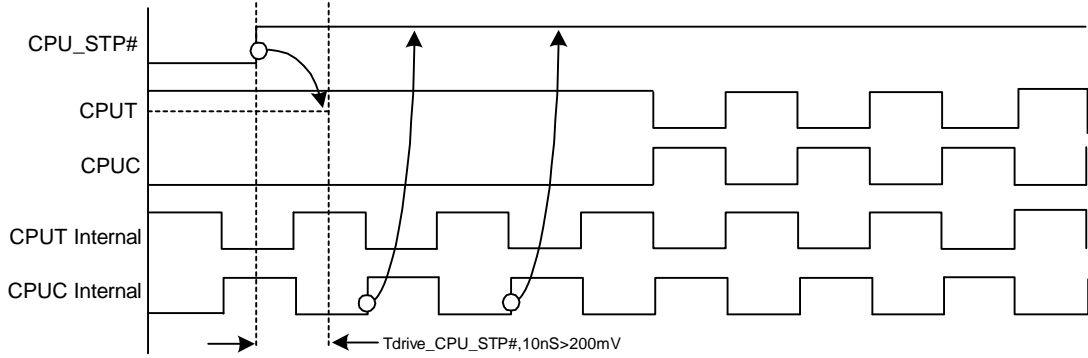 CPU_STP#
CPUT
CPUC
CPUT Internal
CPUC Internal
Tdrive_CPU_STP#,10nS>200mV